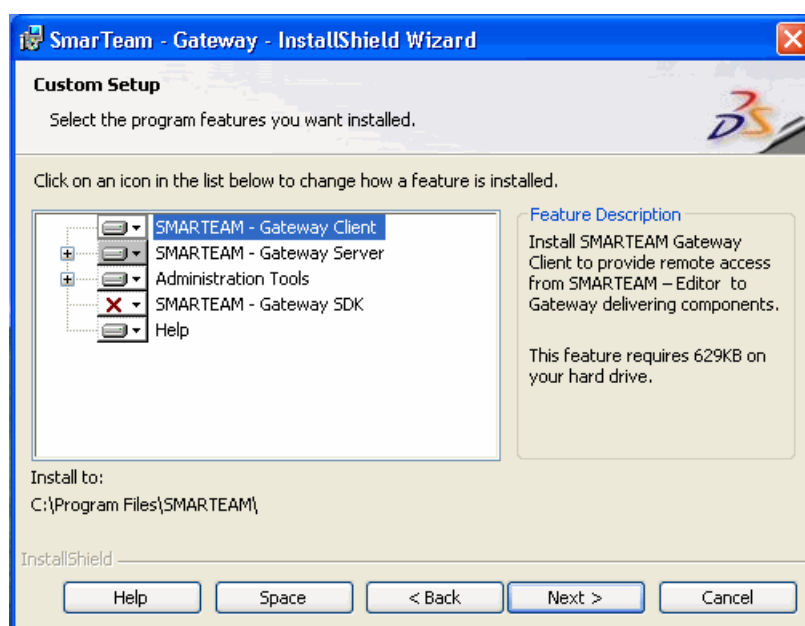 SmarTeam - Gateway - InstallShield Wizard
Custom Setup
Select the program features you want installed.
Click on an icon in the list below to change how a feature is installed.
SMARTEAM - Gateway Client
SMARTEAM - Gateway Server
Administration Tools
SMARTEAM - Gateway SDK
Help
Feature Description
Install SMARTEAM Gateway
Client to provide remote access
from SMARTEAM – Editor to
Gateway delivering components.
This feature requires 629KB on
your hard drive.
Install to:
C:\Program Files\SMARTEAM\
InstallShield
Help
Space
< Back
Next >
Cancel